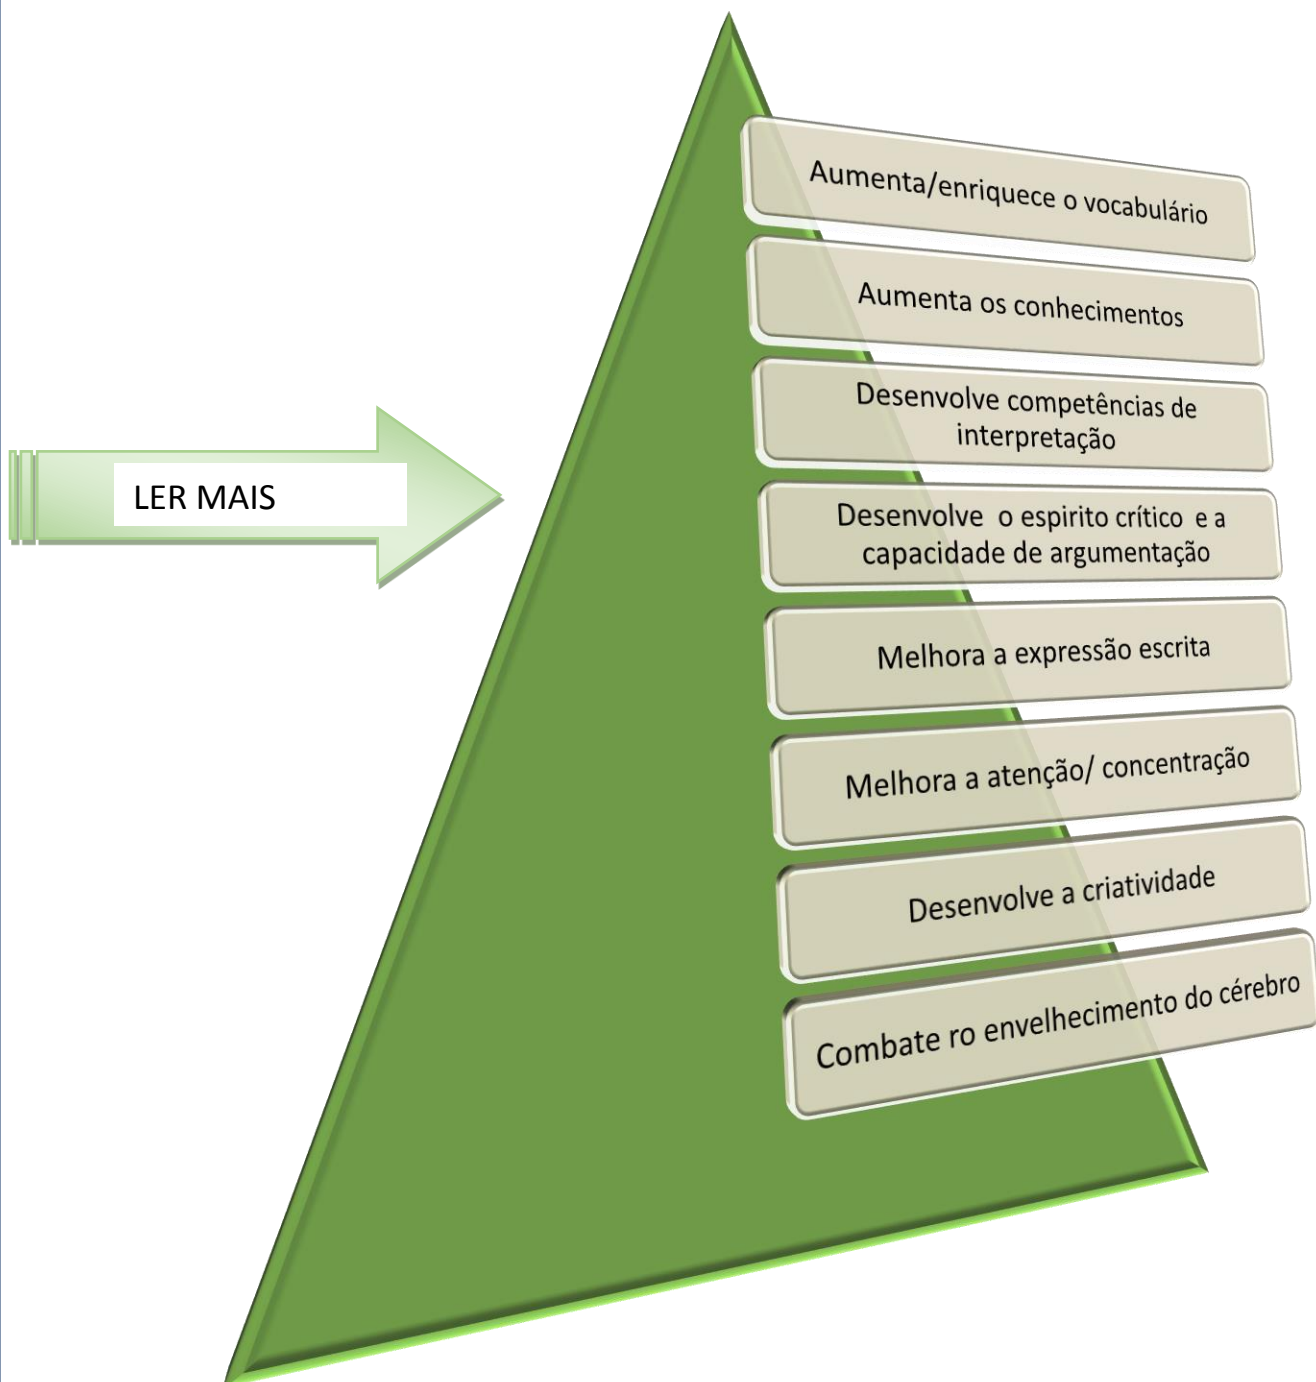 Aumenta/enriquece o vocabulário
Aumenta os conhecimentos
Desenvolve competências de
interpretação
LER MAIS
Desenvolve o espirito crítico e a
capacidade de argumentação
Melhora a expressão escrita
Melhora a atenção/ concentração
Desenvolve a criatividade
Combate ro envelhecimento do cérebro